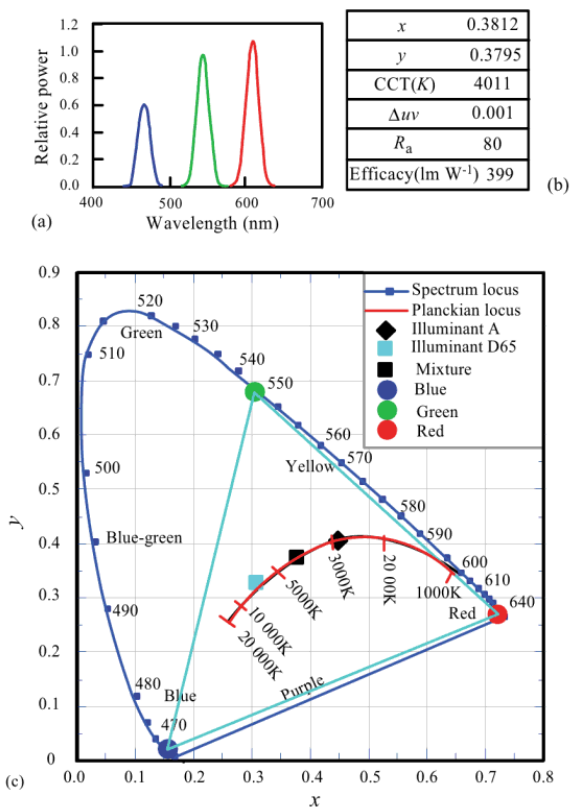 1.2
1.0
0.8
0.6
0.4
0.2
0.0
Relative power
400 500 600 700
Wavelength (nm)
(a)
x 0.3812
y 0.3795
CCT(K) 4011
Δuv 0.001
Ra 80
Efficacy(lm W-1) 399
(b)
0.9
0.8
0.7
0.6
0.5
0.4
0.3
0.2
0.1
0
y
0.0 0.1 0.2 0.3 0.4 0.5 0.6 0.7 0.8
x
(c)
Spectrum locus
Planckian locus
Illuminant A
Illuminant D65
Mixture
Blue
Green
Red
520
Green
530
510
540
550
560
Yellow
570
500
580
Blue-green
590
600
610
490
3000K
20 00K
1000K
5000K
10 000K
20 000K
Red
640
480
Blue
Purple
470